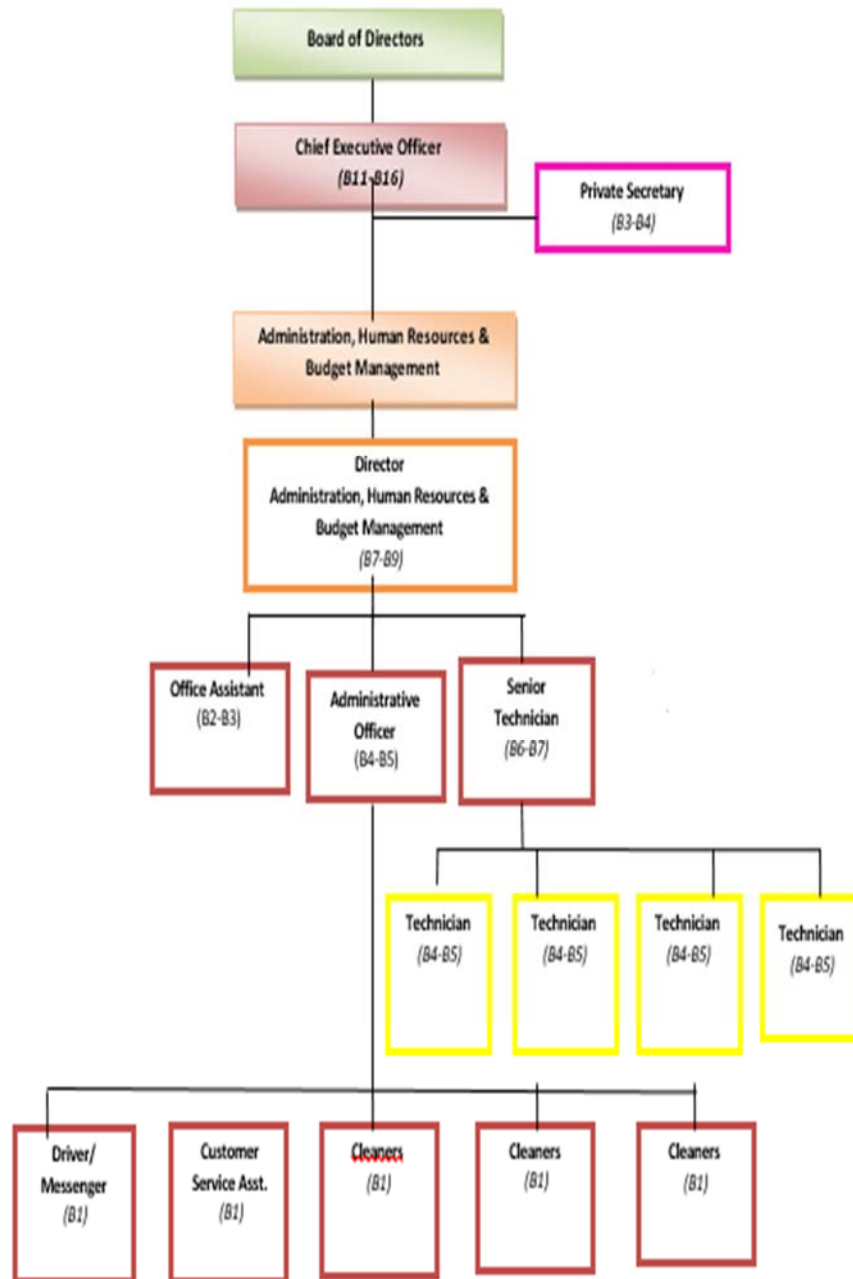 Board of Directors
Chief Executive Officer
(B11-B16)
Private Secretary
(B3-B4)
Administration, Human Resources &
Budget Management
Director
Administration, Human Resources &
Budget Management
(B7-B9)
Office Assistant
(B2-B3)
Administrative
Officer
(B4-B5)
Senior
Technician
(B6-B7)
Technician
(B4-B5)
Technician
(B4-B5)
Technician
(B4-B5)
Technician
(B4-B5)
Driver/
Messenger
(B1)
Customer
Service Asst.
(B1)
Cleaners
(B1)
Cleaners
(B1)
Cleaners
(B1)